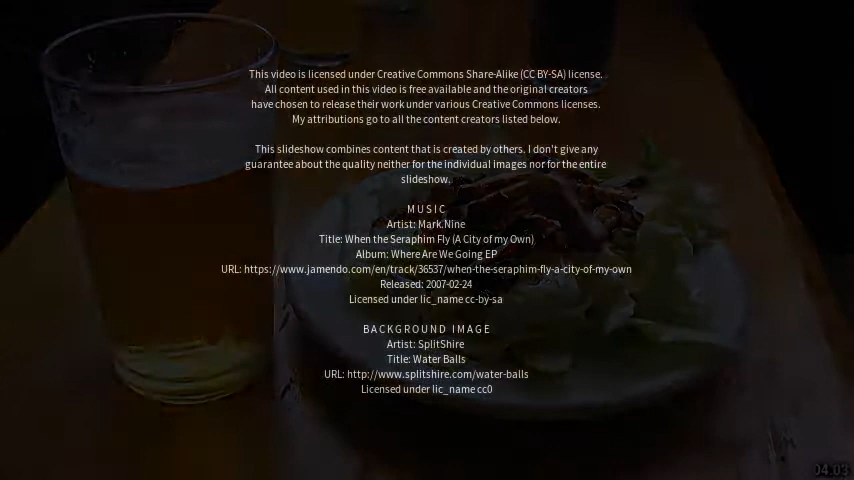 This video is licensed under Creative Commons Share-Alike (CC BY-SA) license.
All content used in this video is free available and the original creators
have chosen to release their work under various Creative Commons licenses.
My attributions go to all the content creators listed below.
This slideshow combines content that is created by others. I don't give any
guarantee about the quality neither for the individual images nor for the entire
slideshow.
MUSIC
Artist: Mark.Nine
Title: When the Seraphim Fly (A City of my Own)
Album: Where Are We Going EP
URL: https://www.jamendo.com/en/track/36537/when-the-seraphim-fly-a-city-of-my-own
Released: 2007-02-24
Licensed under lic_name cc-by-sa
BACKGROUND IMAGE
Artist: SplitShire
Title: Water Balls
URL: http://www.splitshire.com/water-balls
Licensed under lic_name cc0
04.03